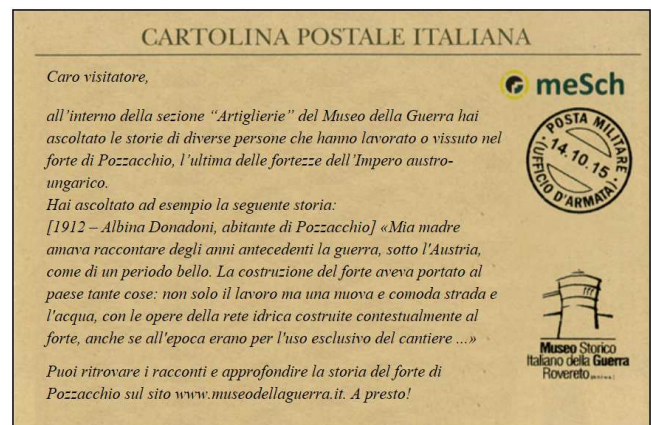 CARTOLINA POSTALE ITALIANA
Caro visitatore,
meSch
all'interno della sezione “Artiglierie” del Museo della Guerra hai
ascoltato le storie di diverse persone che hanno lavorato o vissuto nel
forte di Pozzacchio, l'ultima delle fortezze dell'Impero austro-
ungarico.
Hai ascoltato ad esempio la seguente storia:
[1912 – Albina Donadoni, abitante di Pozzacchio] «Mia madre
amava raccontare degli anni antecedenti la guerra, sotto l'Austria,
come di un periodo bello. La costruzione del forte aveva portato al
paese tante cose: non solo il lavoro ma una nuova e comoda strada e
l'acqua, con le opere della rete idrica costruite contestualmente al
forte, anche se all'epoca erano per l'uso esclusivo del cantiere ...»
Puoi ritrovare i racconti e approfondire la storia del forte di
Pozzacchio sul sito www.museodellaguerra.it. A presto!
POSTA MILITARE
14.10.15
(UFFICIO D'ARMATA)
Museo Storico
Italiano della Guerra
Rovereto